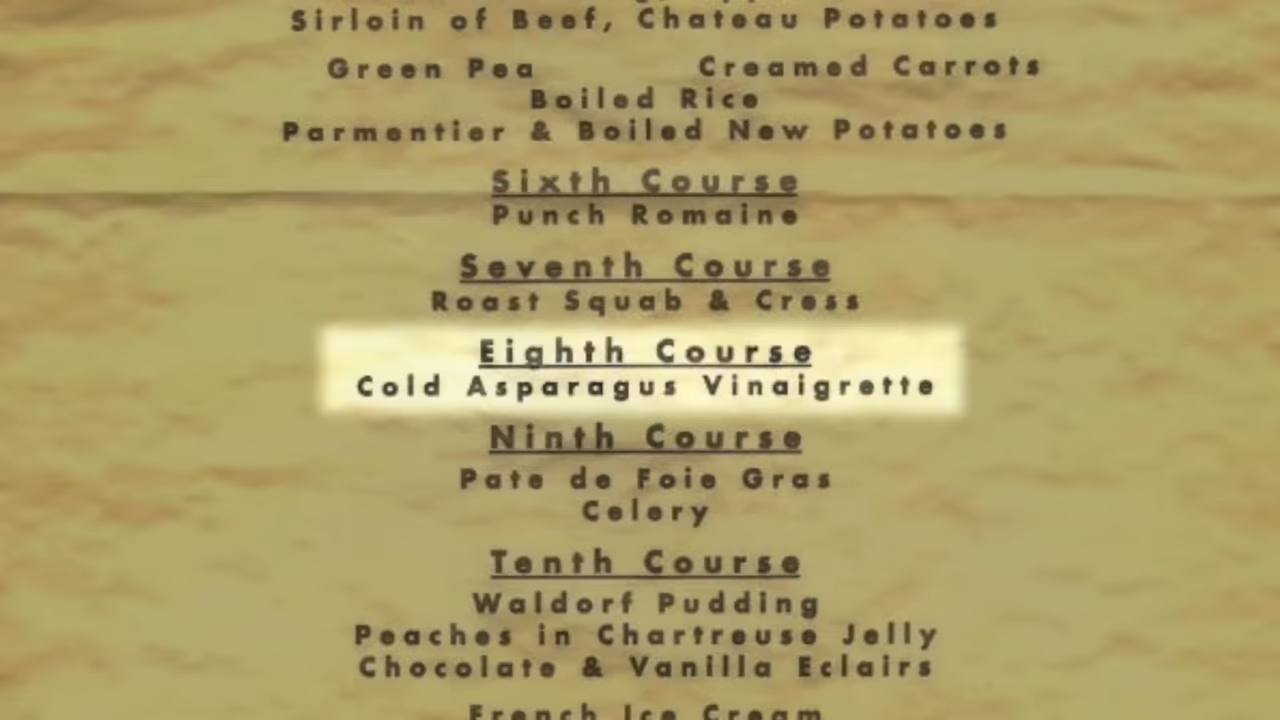 Sirloin of Beef, Chateau Potatoes
Green Pea Creamed Carrots
Boiled Rice
Parmentier & Boiled New Potatoes
Sixth Course
Punch Romaine
Seventh Course
Roast Squab & Cress
Eighth Course
Cold Asparagus Vinaigrette
Ninth Course
Pate de Foie Gras
Celery
Tenth Course
Waldorf Pudding
Peaches in Chartreuse Jelly
Chocolate & Vanilla Eclairs
French Ice Cream